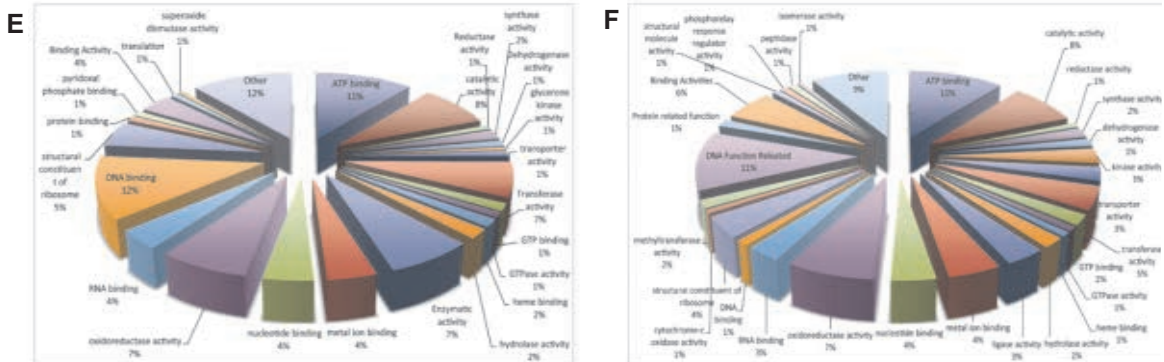 E
superoxide
dismutase activity
1%
translation
1%
Binding Activity
4%
pyridoxal
phosphate binding
1%
protein binding
1%
structural
constituen
t of
ribosome
5%
DNA binding
12%
RNA binding
4%
oxidoreductase activity
7%
nucleotide binding
4%
metal ion binding
4%
Enzymatic
activity
7%
hydrolase activity
2%
heme binding
2%
GTPase activity
1%
GTP binding
1%
Transferase
activity
7%
transporter
activity
1%
glycerone
kinase activity
1%
Dehydrogenase
activity
1%
catalytic
activity
8%
Reductase
activity
1%
synthase
activity
2%
ATP binding
11%
Other
12%
F
isomerase activity
1%
phosphorelay
response
regulator
activity
1%
peptidase activity
1%
structural
molecule
activity
1%
Binding Activities
6%
Protein related function
1%
DNA Function Releated
11%
methyltransferase activity
2%
structural constituent of
ribosome
4%
cytochrome-c
oxidase activity
1%
DNA
binding
1%
RNA binding
3%
oxidoreductase activity
7%
nucleotide binding
4%
metal ion binding
4%
ligase activity
3%
hydrolase activity
2%
heme binding
1%
GTPase activity
1%
GTP binding
2%
transferase
activity
5%
transporter
activity
3%
kinase activity
dehydrogenase
activity
synthase activity
2%
reductase activity
1%
catalytic activity
8%
ATP binding
Other
9%